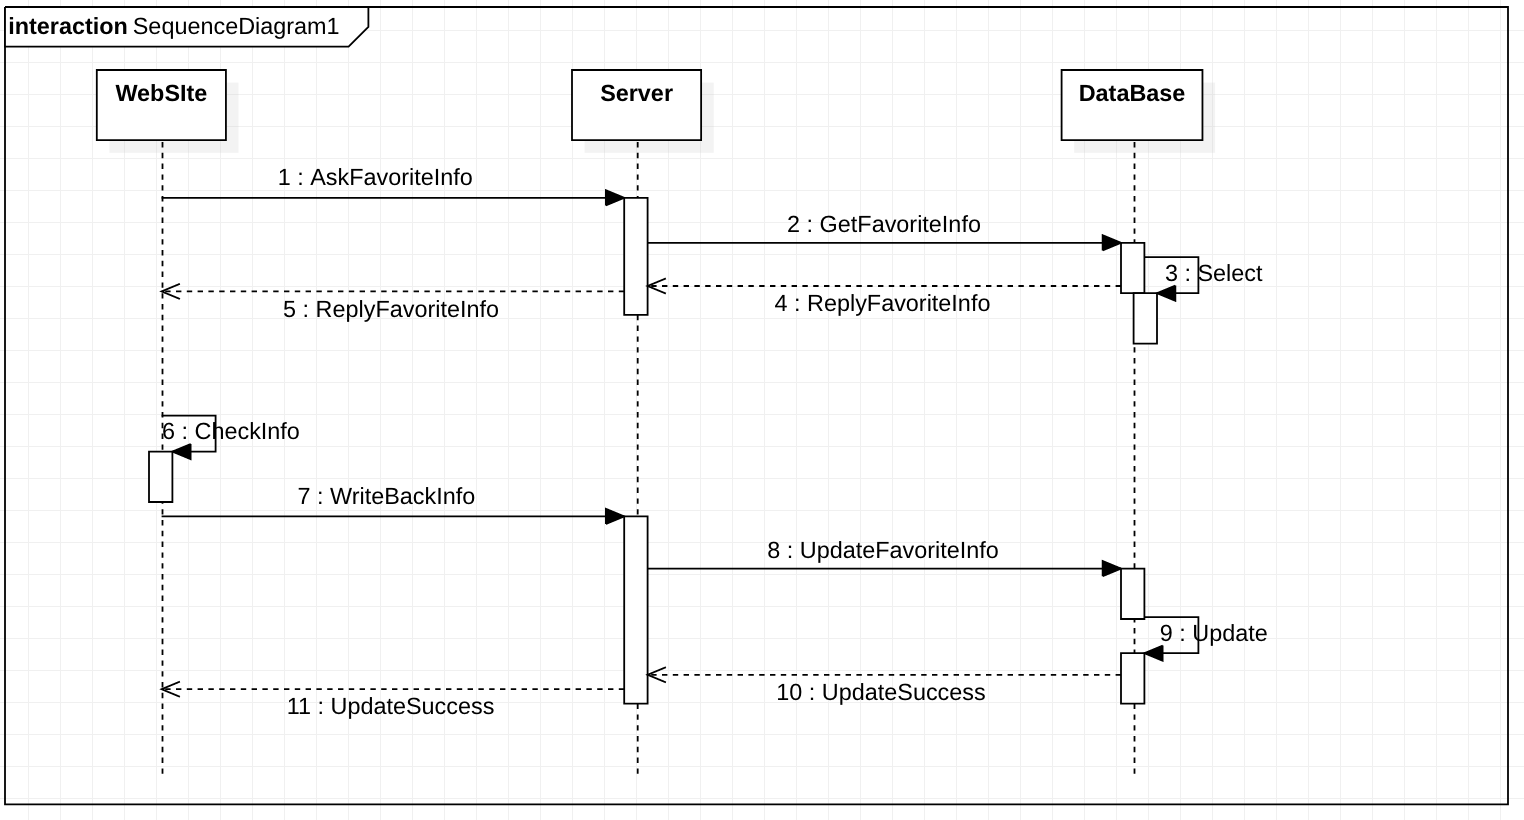 interaction SequenceDiagram1
WebSIte
Server
DataBase
1 : AskFavoriteInfo
2 : GetFavoriteInfo
3 : Select
4 : ReplyFavoriteInfo
5 : ReplyFavoriteInfo
6 : CheckInfo
7 : WriteBackInfo
8 : UpdateFavoriteInfo
9 : Update
10 : UpdateSuccess
11 : UpdateSuccess